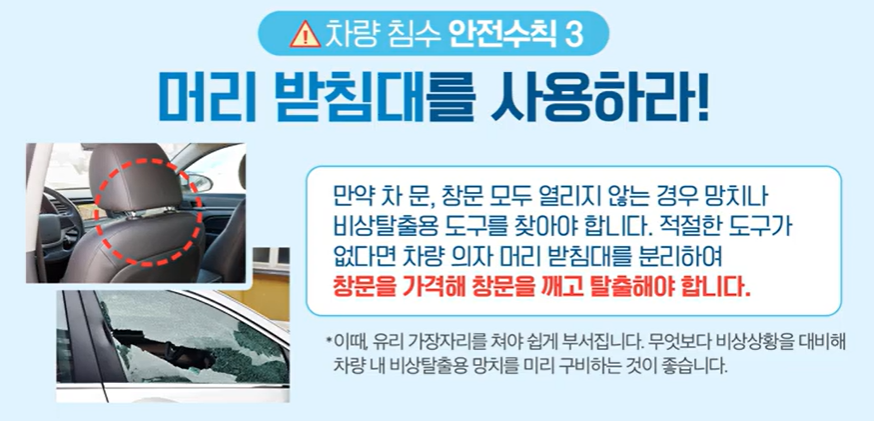 차량 침수 안전수칙 3
머리 받침대를 사용하라!
만약 차 문, 창문 모두 열리지 않는 경우 망치나
비상탈출용 도구를 찾아야 합니다. 적절한 도구가
없다면 차량 의자 머리 받침대를 분리하여
창문을 가격해 창문을 깨고 탈출해야 합니다.
*이때, 유리 가장자리를 쳐야 쉽게 부서집니다. 무엇보다 비상상황을 대비해
차량 내 비상탈출용 망치를 미리 구비하는 것이 좋습니다.